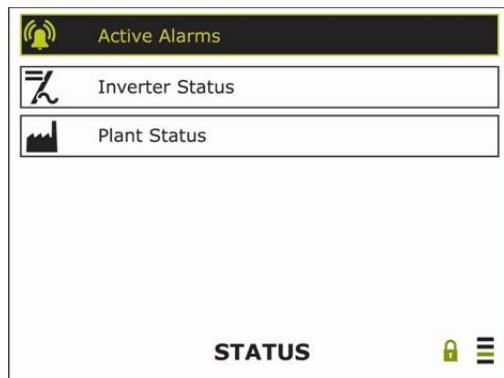 Active Alarms
Inverter Status
Plant Status
STATUS